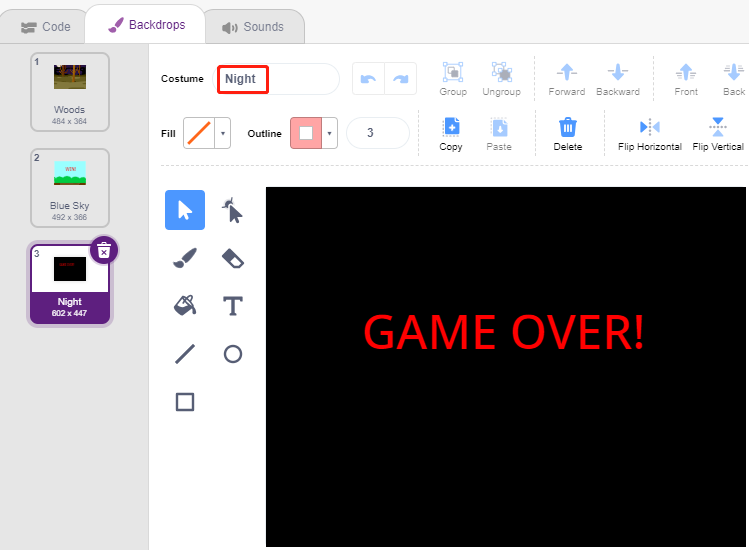 Code
Backdrops
Sounds
1
Woods
484 x 364
2
Blue Sky
492 x 366
3
Night
602 x 447
Costume
Night
Group
Ungroup
Forward
Backward
Front
Back
Fill
Outline
3
Copy
Paste
Delete
Flip Horizontal
Flip Vertical
T
GAME OVER!